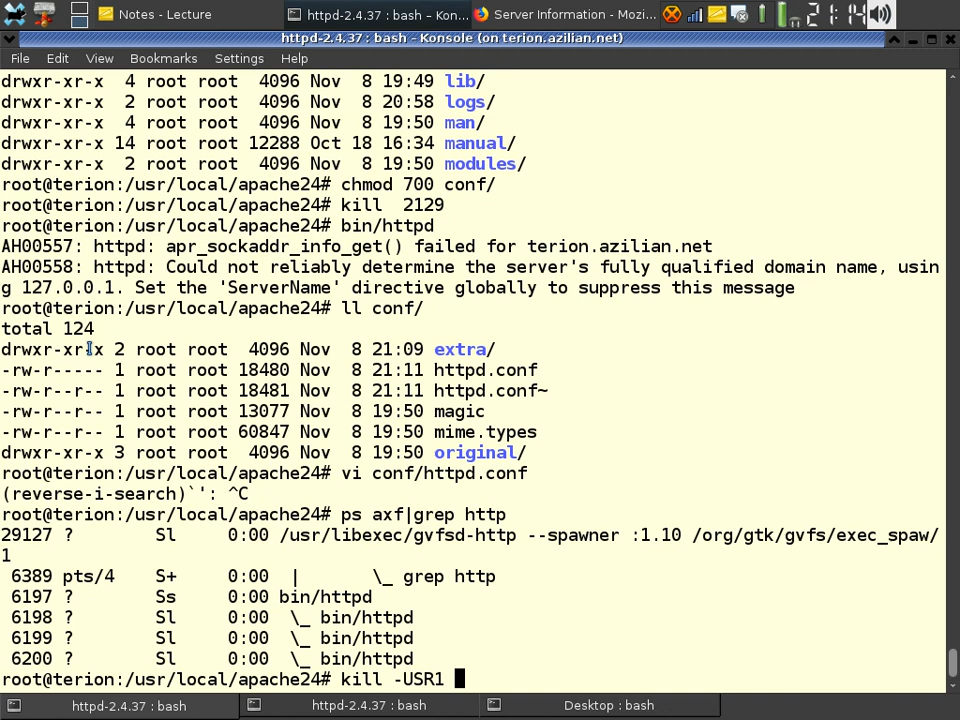 Notes - Lecture
httpd-2.4.37 : bash – Kon...
Server Information - Mozi...
21:14
httpd-2.4.37 : bash - Konsole (on terion.azilian.net)
File Edit View Bookmarks Settings Help
drwxr-xr-x 4 root root 4096 Nov 8 19:49 lib/
drwxr-xr-x 2 root root 4096 Nov 8 20:58 logs/
drwxr-xr-x 4 root root 4096 Nov 8 19:50 man/
drwxr-xr-x 14 root root 12288 Oct 18 16:34 manual/
drwxr-xr-x 2 root root 4096 Nov 8 19:50 modules/
root@terion:/usr/local/apache24# chmod 700 conf/
root@terion:/usr/local/apache24# kill  2129
root@terion:/usr/local/apache24# bin/httpd
AH00557: httpd: apr_sockaddr_info_get() failed for terion.azilian.net
AH00558: httpd: Could not reliably determine the server's fully qualified domain name, usin
g 127.0.0.1. Set the 'ServerName' directive globally to suppress this message
root@terion:/usr/local/apache24# ll conf/
total 124
drwxr-xr-x 2 root root 4096 Nov 8 21:09 extra/
-rw-r----- 1 root root 18480 Nov 8 21:11 httpd.conf
-rw-r--r-- 1 root root 18481 Nov 8 21:11 httpd.conf~
-rw-r--r-- 1 root root 13077 Nov 8 19:50 magic
-rw-r--r-- 1 root root 60847 Nov 8 19:50 mime.types
drwxr-xr-x 3 root root 4096 Nov 8 19:50 original/
root@terion:/usr/local/apache24# vi conf/httpd.conf
(reverse-i-search)`': ^C
root@terion:/usr/local/apache24# ps axf|grep http
29127 ? Sl 0:00 /usr/libexec/gvfsd-http --spawner :1.10 /org/gtk/gvfs/exec_spaw/
1
6389 pts/4 S+ 0:00 | \_ grep http
6197 ? Ss 0:00 bin/httpd
6198 ? Sl 0:00 \_ bin/httpd
6199 ? Sl 0:00 \_ bin/httpd
6200 ? Sl 0:00 \_ bin/httpd
root@terion:/usr/local/apache24# kill -USR1
httpd-2.4.37 : bash
httpd-2.4.37 : bash
Desktop : bash